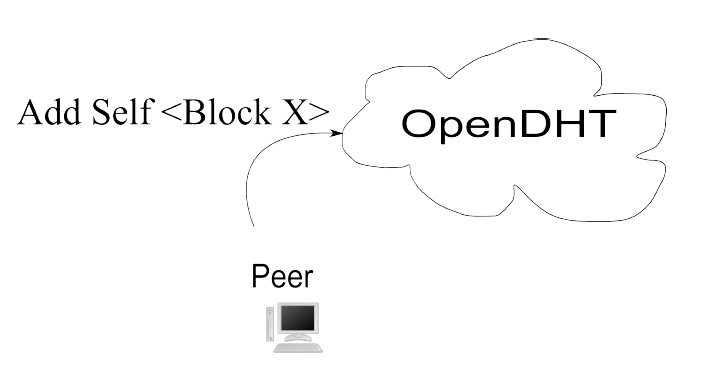 Add Self <Block X>
OpenDHT
Peer